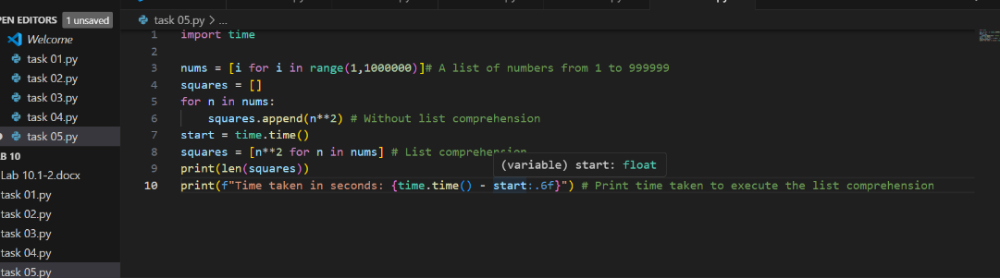 PEN EDITORS 1 unsaved
Welcome
task 01.py
task 02.py
task 03.py
task 04.py
task 05.py
B 10
Lab 10.1-2.docx
task 01.py
task 02.py
task 03.py
task 04.py
task 05.py
task 05.py > ...
1 import time
2
3 nums = [i for i in range(1,1000000)]# A list of numbers from 1 to 999999
4 squares = []
5 for n in nums:
6 squares.append(n**2) # Without list comprehension
7 start = time.time()
8 squares = [n**2 for n in nums] # List comprehension
9 print(len(squares))
(variable) start: float
10 print(f"Time taken in seconds: {time.time() - start:.6f}") # Print time taken to execute the list comprehension